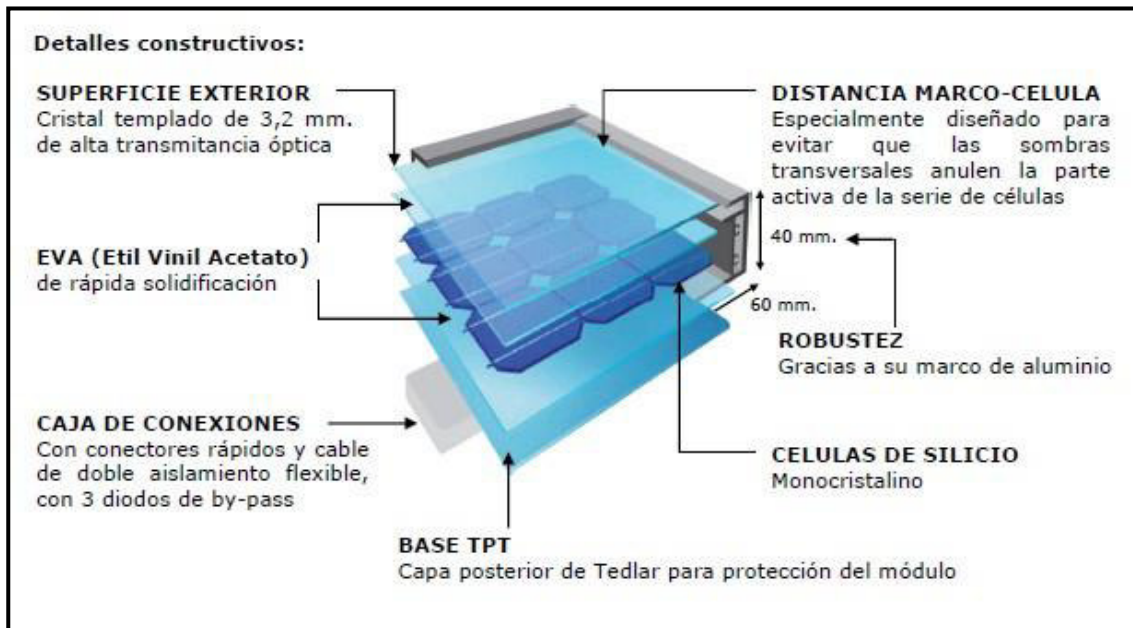 Detalles constructivos:
SUPERFICIE EXTERIOR
Cristal templado de 3,2 mm.
de alta transmitancia óptica
DISTANCIA MARCO-CELULA
Especialmente diseñado para
evitar que las sombras
transversales anulen la parte
activa de la serie de células
EVA (Etil Vinil Acetato)
de rápida solidificación
40 mm.
60 mm.
ROBUSTEZ
Gracias a su marco de aluminio
CAJA DE CONEXIONES
Con conectores rápidos y cable
de doble aislamiento flexible,
con 3 diodos de by-pass
CELULAS DE SILICIO
Monocristalino
BASE TPT
Capa posterior de Tedlar para protección del módulo